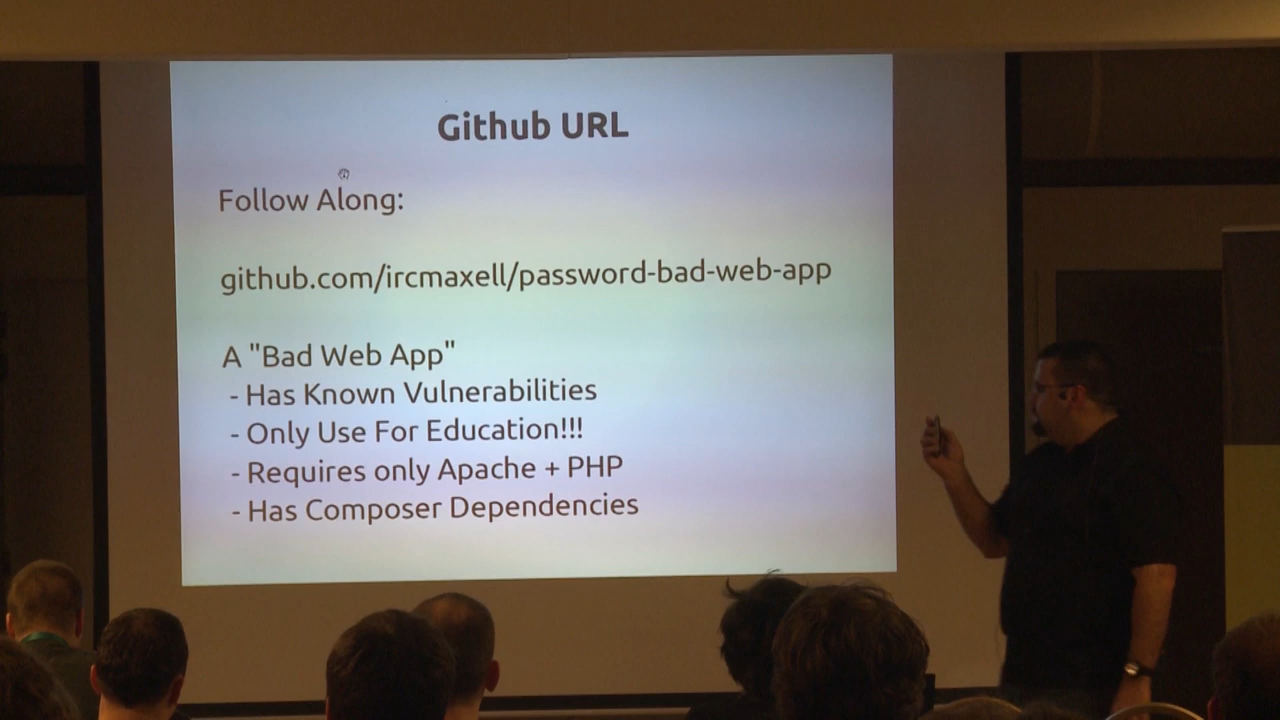 Github URL
Follow Along:
github.com/ircmaxell/password-bad-web-app
A "Bad Web App"
- Has Known Vulnerabilities
- Only Use For Education!!!
- Requires only Apache + PHP
- Has Composer Dependencies